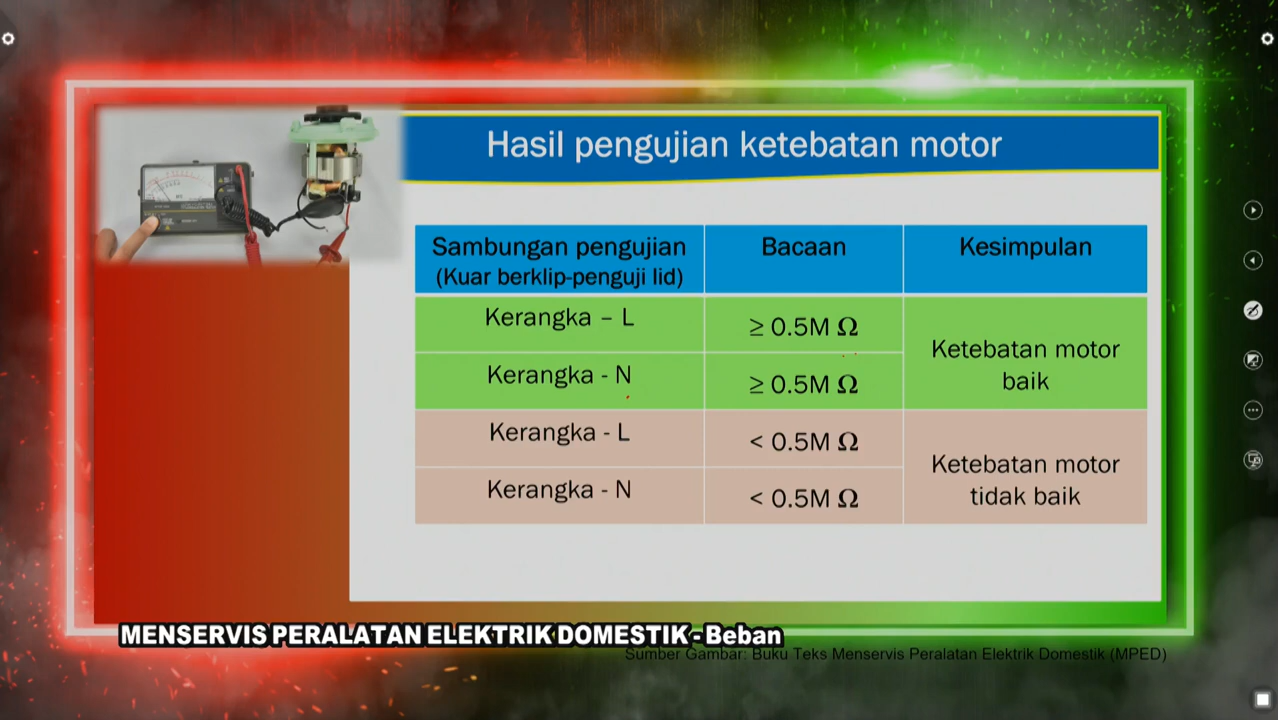 Hasil pengujian ketebatan motor
Sambungan pengujian
(Kuar berklip-penguji lid)
Bacaan
Kesimpulan
Kerangka – L
≥ 0.5M Ω
Kerangka - N
≥ 0.5M Ω
Ketebatan motor
baik
Kerangka - L
< 0.5M Ω
Kerangka - N
< 0.5M Ω
Ketebatan motor
tidak baik
MENSERVIS PERALATAN ELEKTRIK DOMESTIK - Beban
Sumber Gambar: Buku Teks Menservis Peralatan Elektrik Domestik (MPED)